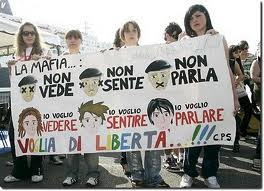 LA MAFIA...
NON VEDE
NON SENTE
NON PARLA
IO VOGLIO VEDERE
IO VOGLIO SENTIRE
IO VOGLIO PARLARE
VOGLIA DI LIBERTA'...!!!
C.P.S